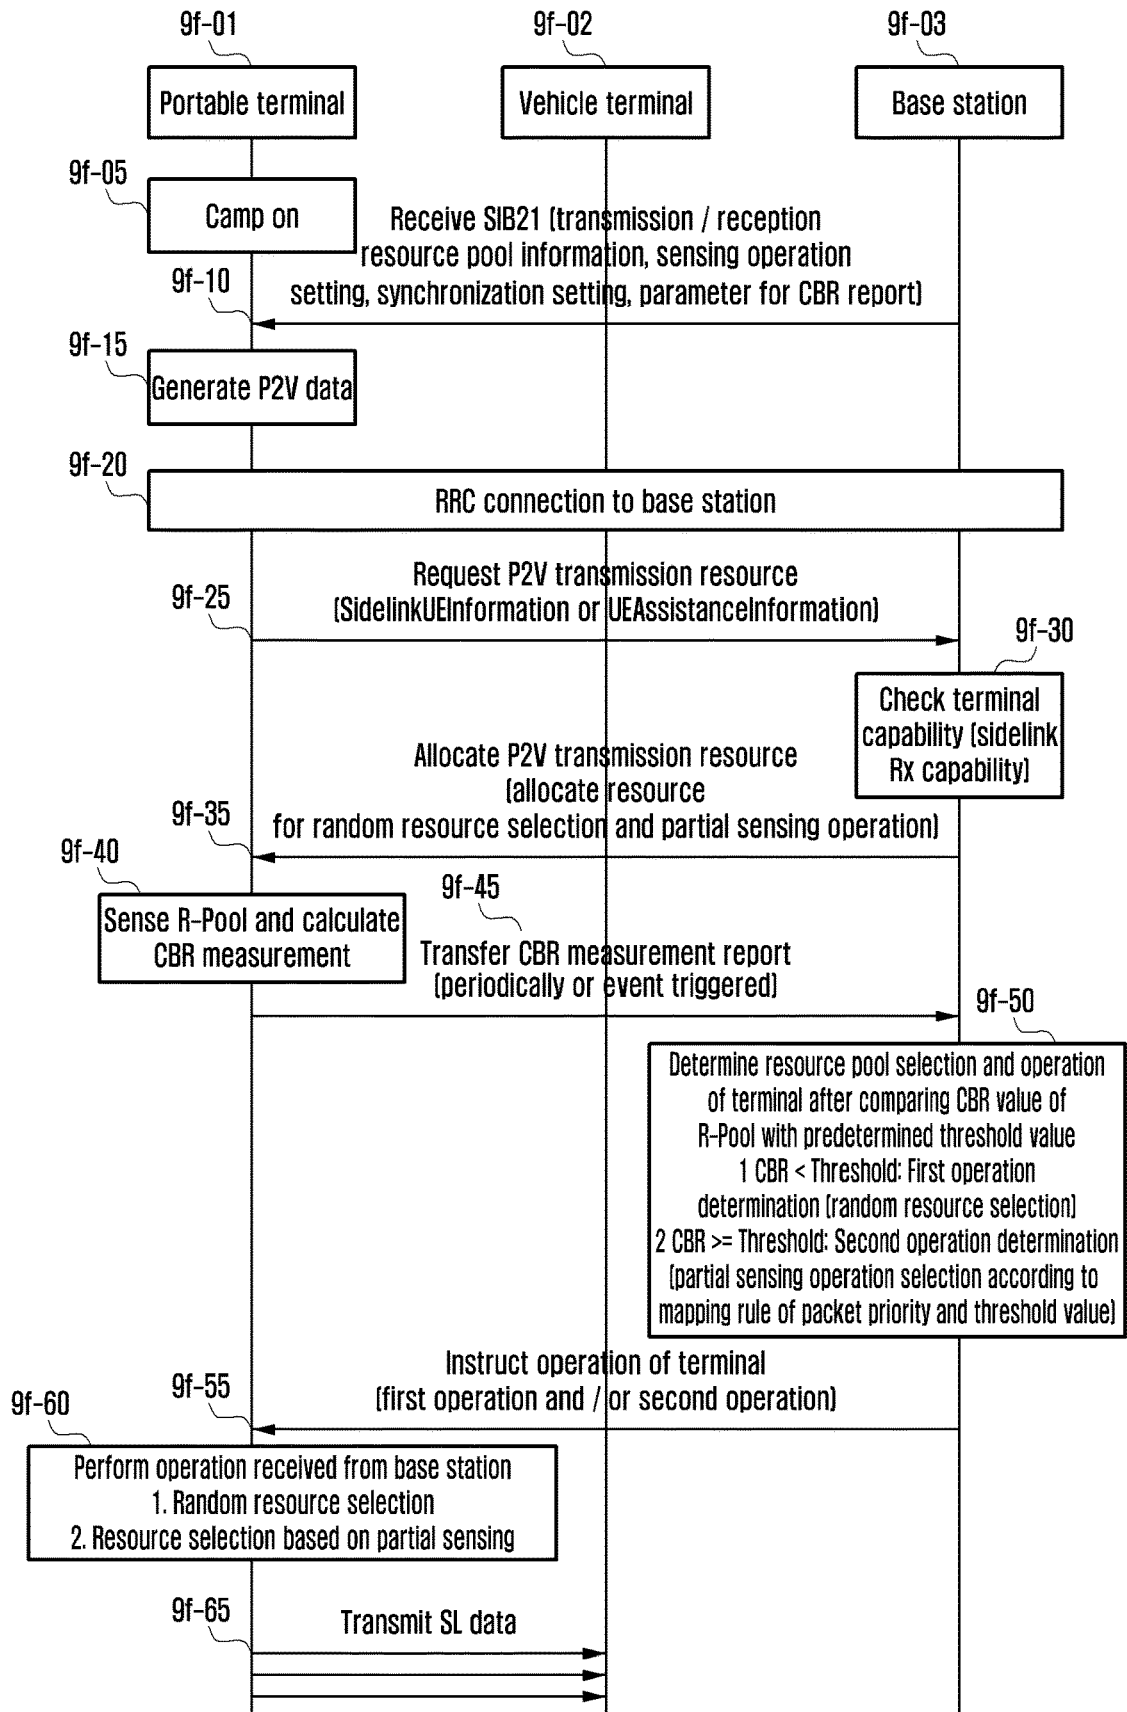 9f-01
9f-02
9f-03
Portable terminal
Vehicle terminal
Base station
9f-05
Camp on
Receive SIB21 (transmission / reception
resource pool information, sensing operation
setting, synchronization setting, parameter for CBR report)
9f-10
9f-15
Generate P2V data
9f-20
RRC connection to base station
Request P2V transmission resource
(SidelinkUEInformation or UEAssistanceInformation)
9f-25
9f-30
Check terminal
capability (sidelink
Rx capability)
Allocate P2V transmission resource
(allocate resource
for random resource selection and partial sensing operation)
9f-35
9f-40
Sense R-Pool and calculate
CBR measurement
9f-45
Transfer CBR measurement report
(periodically or event triggered)
9f-50
Determine resource pool selection and operation
of terminal after comparing CBR value of
R-Pool with predetermined threshold value
1 CBR < Threshold: First operation
determination (random resource selection)
2 CBR >= Threshold: Second operation determination
(partial sensing operation selection according to
mapping rule of packet priority and threshold value)
Instruct operation of terminal
(first operation and / or second operation)
9f-55
9f-60
Perform operation received from base station
1. Random resource selection
2. Resource selection based on partial sensing
9f-65
Transmit SL data